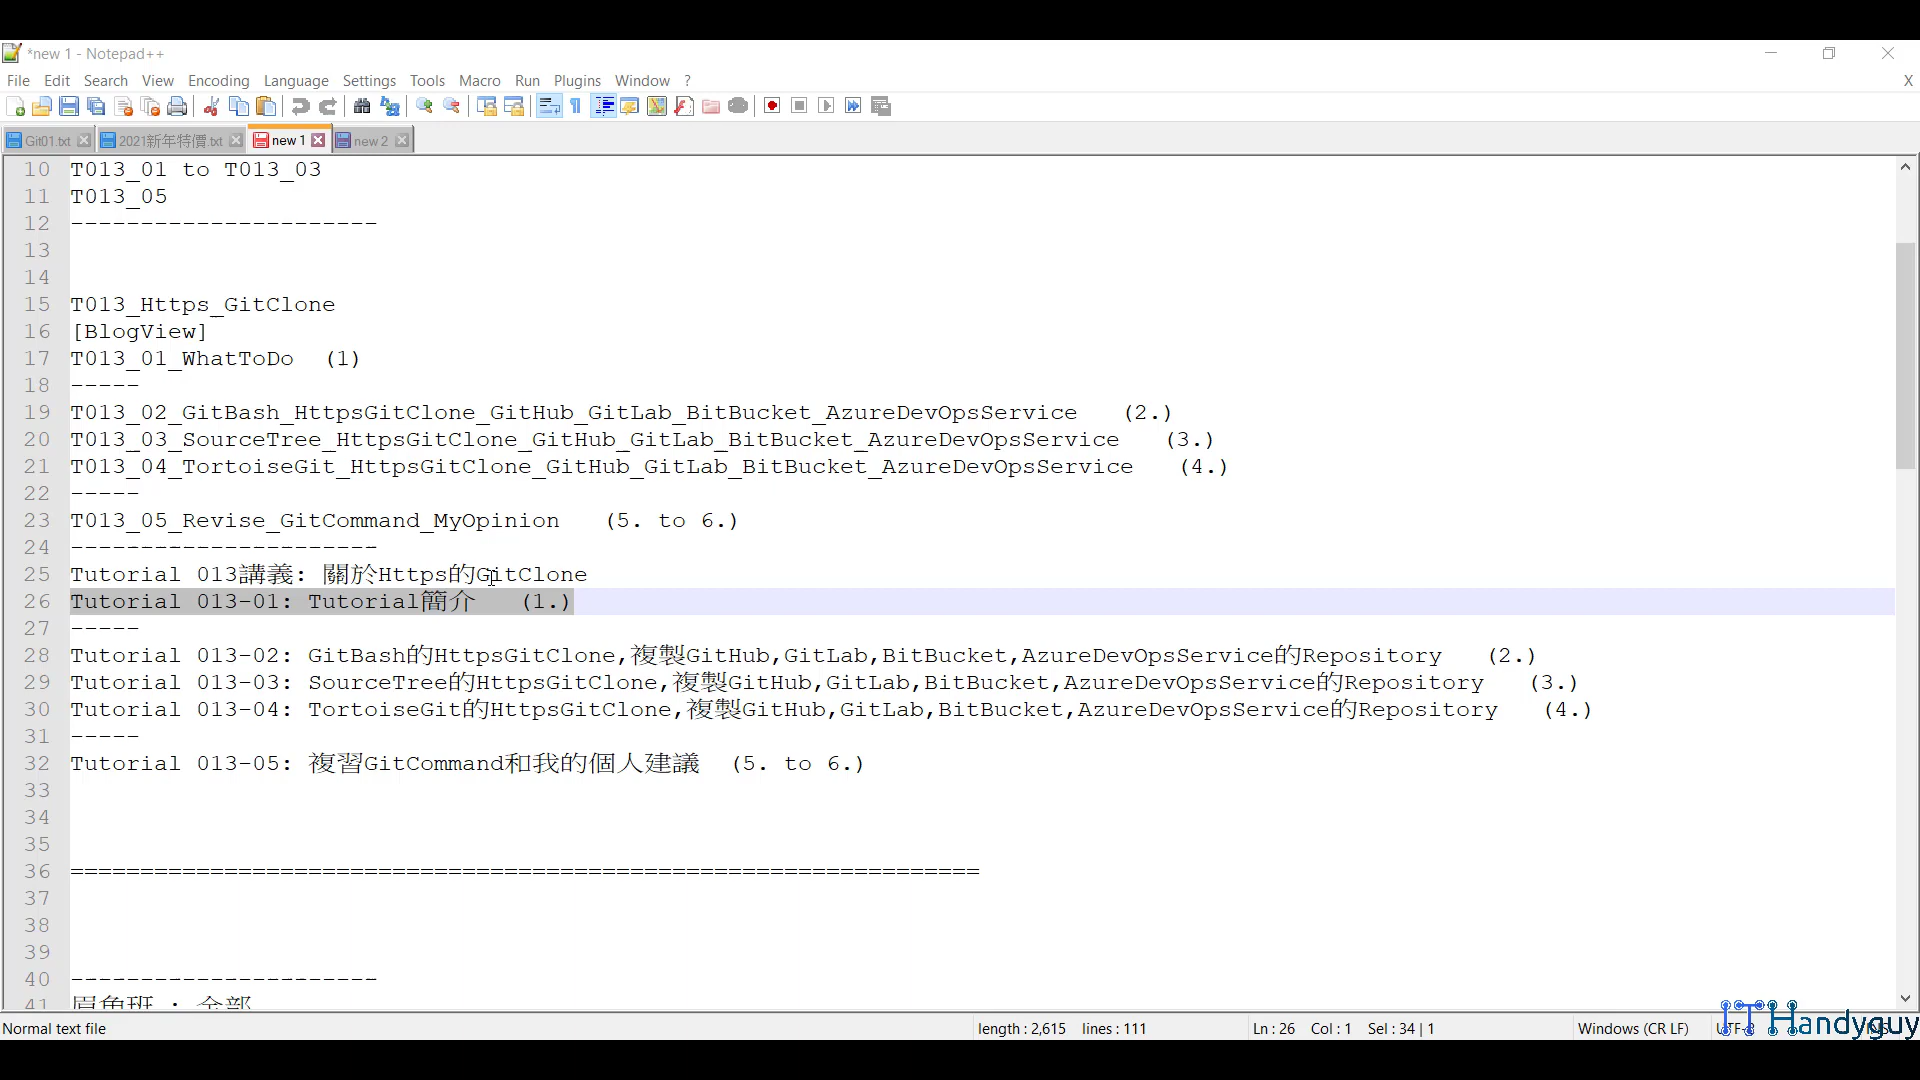 *new 1 - Notepad++
File Edit Search View Encoding Language Settings Tools Macro Run Plugins Window ? X
Git01.txt 2021新年特價.txt new 1 new 2
10 T013_01 to T013_03
11 T013_05
12 ----------------------
13
14
15 T013_Https_GitClone
16 [BlogView]
17 T013_01_WhatToDo (1)
18 -----
19 T013_02_GitBash_HttpsGitClone_GitHub_GitLab_BitBucket_AzureDevOpsService (2.)
20 T013_03_SourceTree_HttpsGitClone_GitHub_GitLab_BitBucket_AzureDevOpsService (3.)
21 T013_04_TortoiseGit_HttpsGitClone_GitHub_GitLab_BitBucket_AzureDevOpsService (4.)
22 -----
23 T013_05_Revise_GitCommand_MyOpinion (5. to 6.)
24 ----------------------
25 Tutorial 013講義: 關於Https的GitClone
26 Tutorial 013-01: Tutorial簡介 (1.)
27 -----
28 Tutorial 013-02: GitBash的HttpsGitClone,複製GitHub,GitLab,BitBucket,AzureDevOpsService的Repository (2.)
29 Tutorial 013-03: SourceTree的HttpsGitClone,複製GitHub,GitLab,BitBucket,AzureDevOpsService的Repository (3.)
30 Tutorial 013-04: TortoiseGit的HttpsGitClone,複製GitHub,GitLab,BitBucket,AzureDevOpsService的Repository (4.)
31 -----
32 Tutorial 013-05: 複習GitCommand和我的個人建議 (5. to 6.)
33
34
35
36 =================================================================
37
38
39
40 ----------------------
41
Normal text file length : 2,615 lines : 111 Ln : 26 Col : 1 Sel : 34 | 1 Windows (CR LF) UTF-8 INS
IT Handyguy